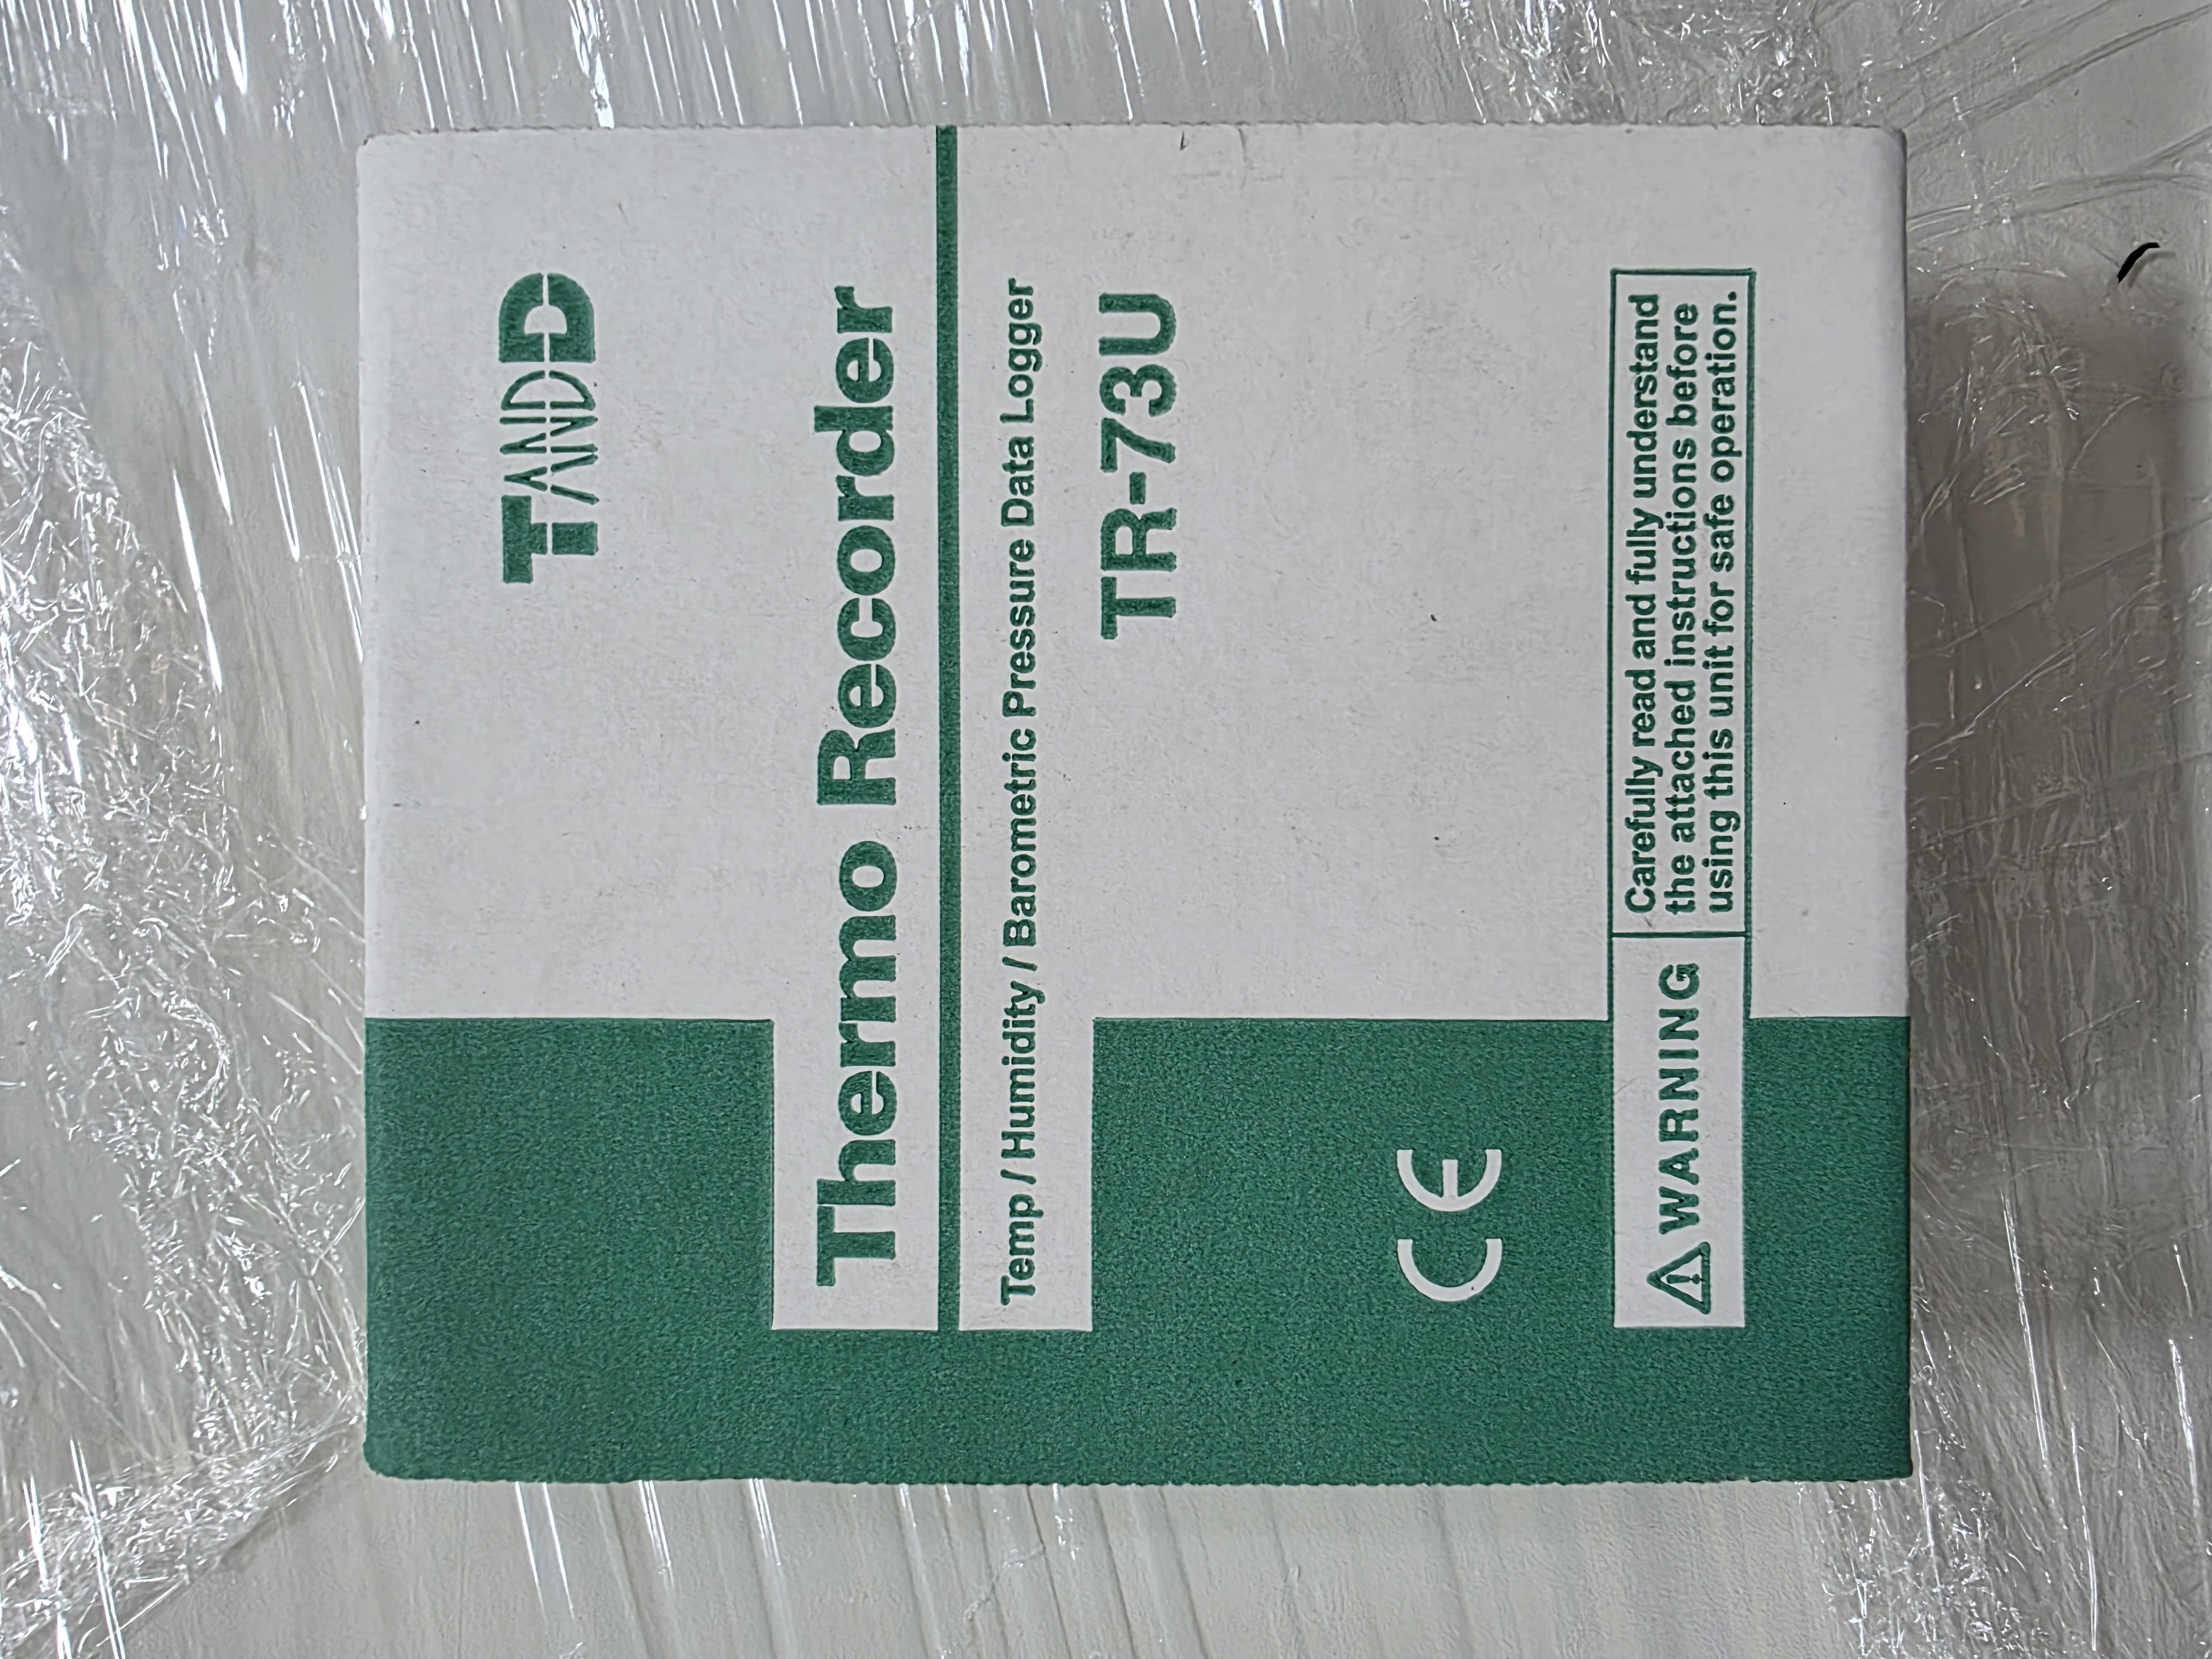 TANDD
Thermo Recorder
Temp / Humidity / Barometric Pressure Data Logger
TR-73U
CE
⚠ WARNING
Carefully read and fully understand
the attached instructions before
using this unit for safe operation.